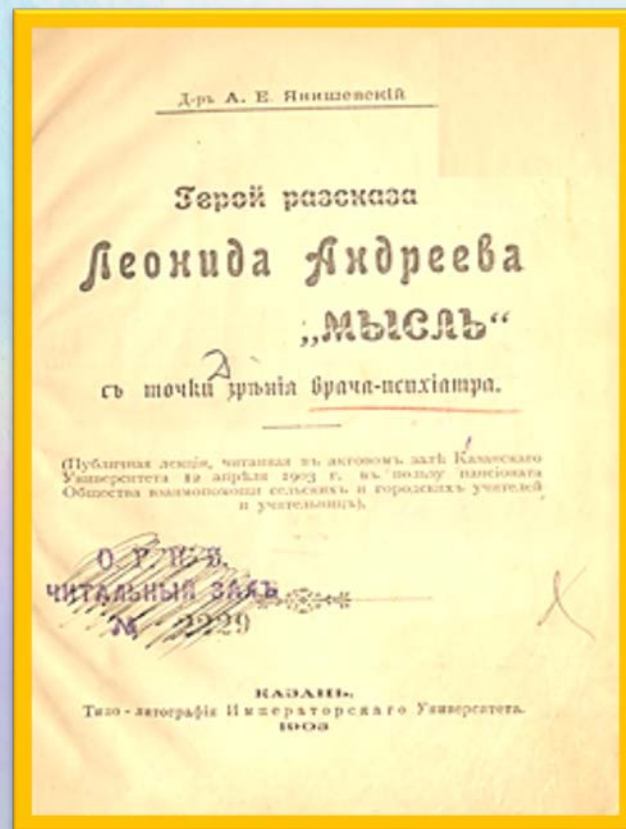 Д-ръ А. Е. Янишевскій
Герой разсказа
Леонида Андреева
„МЫСЛЬ“
съ точки зрѣнія врача-психіатра.
(Публичная лекція, читанная въ актовомъ залѣ Казанскаго
Университета 12 апрѣля 1903 г. въ пользу пансіоната
Общества взаимопомощи сельскихъ и городскихъ учителей
и учительницъ).
О. Р.
ЧИТАЛЬНЫЙ ЗАЛЪ
№ 2229
КАЗАНЬ.
Типо-литографія Императорскаго Университета.
1903